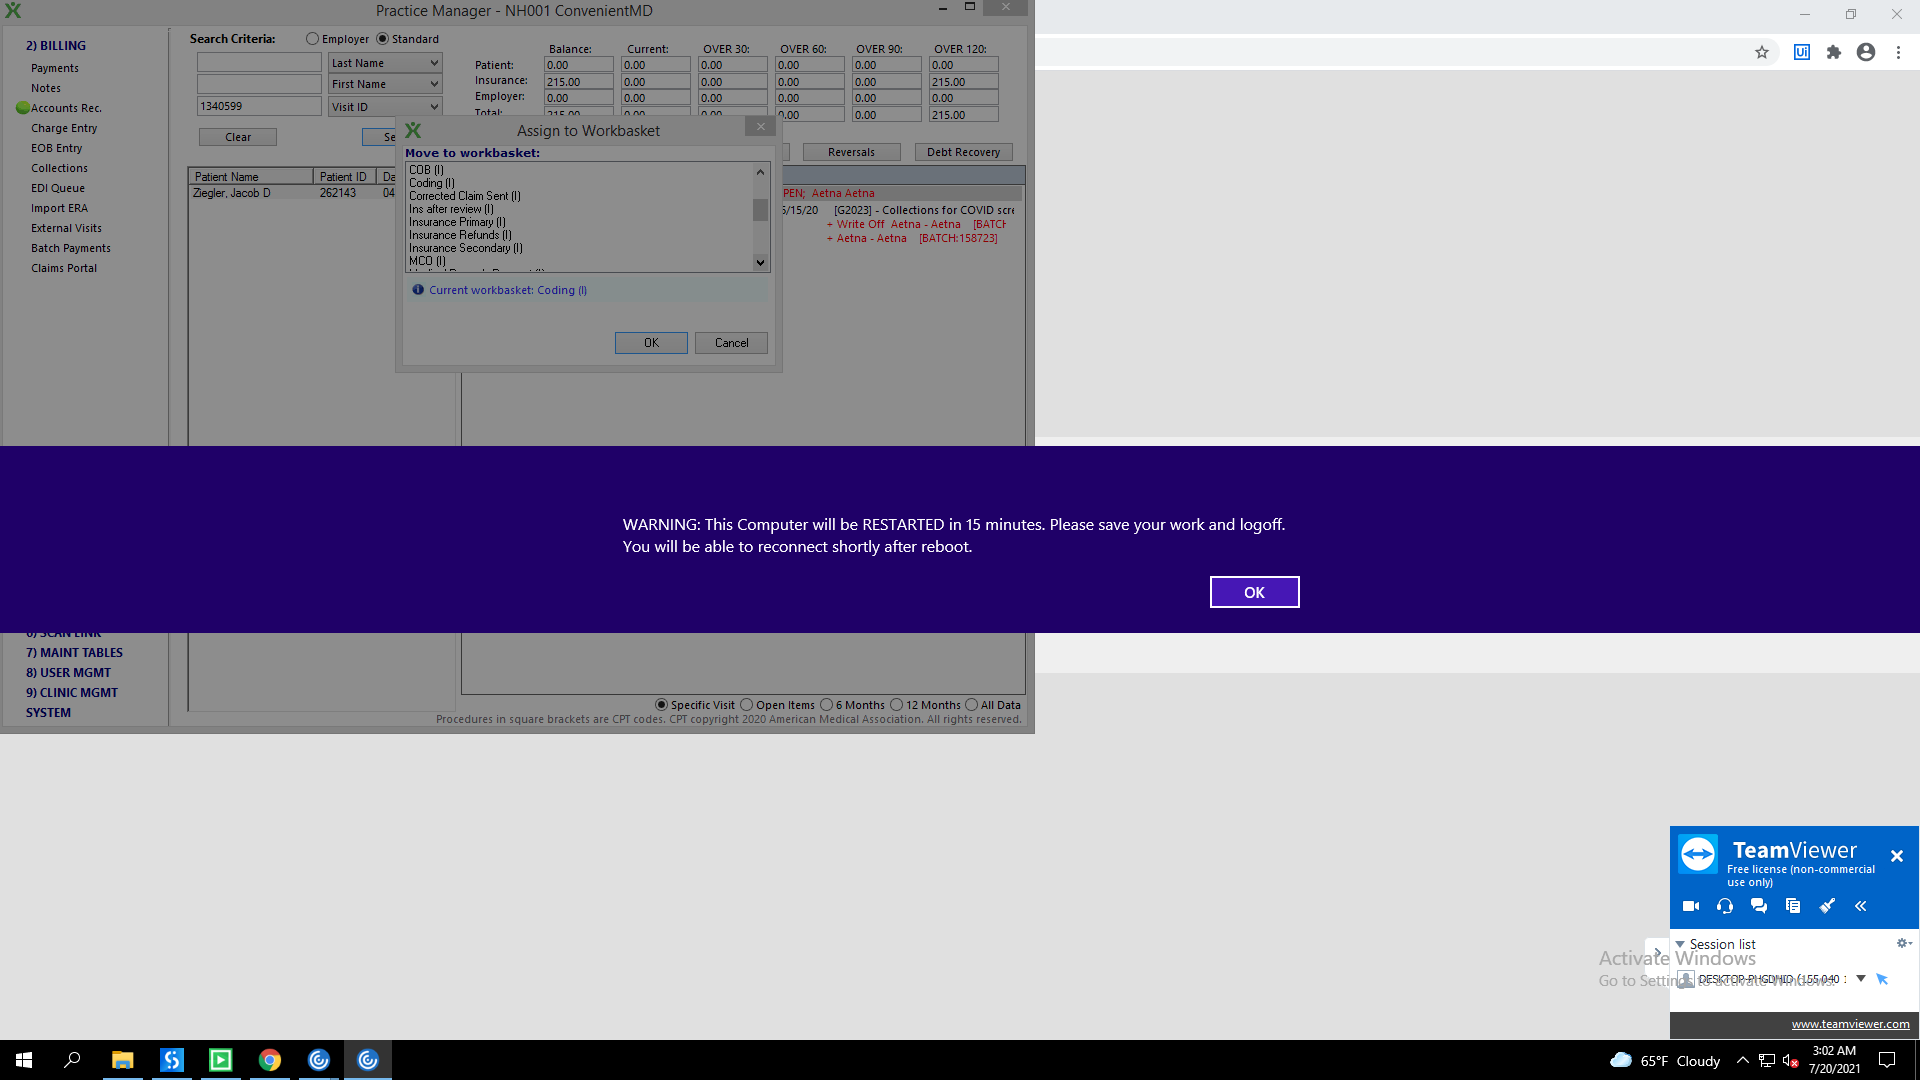 Practice Manager - NH001 ConvenientMD
2) BILLING
Payments
Notes
Accounts Rec.
Charge Entry
EOB Entry
Collections
EDI Queue
Import ERA
External Visits
Batch Payments
Claims Portal
Search Criteria:
Employer
Standard
Last Name
First Name
1340599
Visit ID
Clear
Se
Balance: Current: OVER 30: OVER 60: OVER 90: OVER 120:
Patient: 0.00 0.00 0.00 0.00 0.00 0.00
Insurance: 215.00 0.00 0.00 0.00 0.00 215.00
Employer: 0.00 0.00 0.00 0.00 0.00 0.00
Total: 215.00 0.00 0.00 0.00 0.00 215.00
Reversals
Debt Recovery
Patient Name Patient ID Da
Ziegler, Jacob D 262143 04
PEN; Aetna Aetna
5/15/20 [G2023] - Collections for COVID scre
+ Write Off Aetna - Aetna [BATCH
+ Aetna - Aetna [BATCH:158723]
Assign to Workbasket
Move to workbasket:
COB (I)
Coding (I)
Corrected Claim Sent (I)
Ins after review (I)
Insurance Primary (I)
Insurance Refunds (I)
Insurance Secondary (I)
MCO (I)
Current workbasket: Coding (I)
OK
Cancel
WARNING: This Computer will be RESTARTED in 15 minutes. Please save your work and logoff.
You will be able to reconnect shortly after reboot.
OK
6) SCAN LINK
7) MAINT TABLES
8) USER MGMT
9) CLINIC MGMT
SYSTEM
Specific Visit
Open Items
6 Months
12 Months
All Data
Procedures in square brackets are CPT codes. CPT copyright 2020 American Medical Association. All rights reserved.
TeamViewer
Free license (non-commercial
use only)
Session list
Activate Windows
Go to Settings to activate Windows.
www.teamviewer.com
65°F Cloudy
3:02 AM
7/20/2021